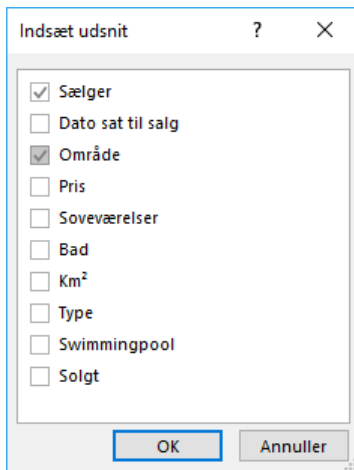 Indsæt udsnit ?
Sælger
Dato sat til salg
Område
Pris
Soveværelser
Bad
Km²
Type
Swimmingpool
Solgt
OK Annuller